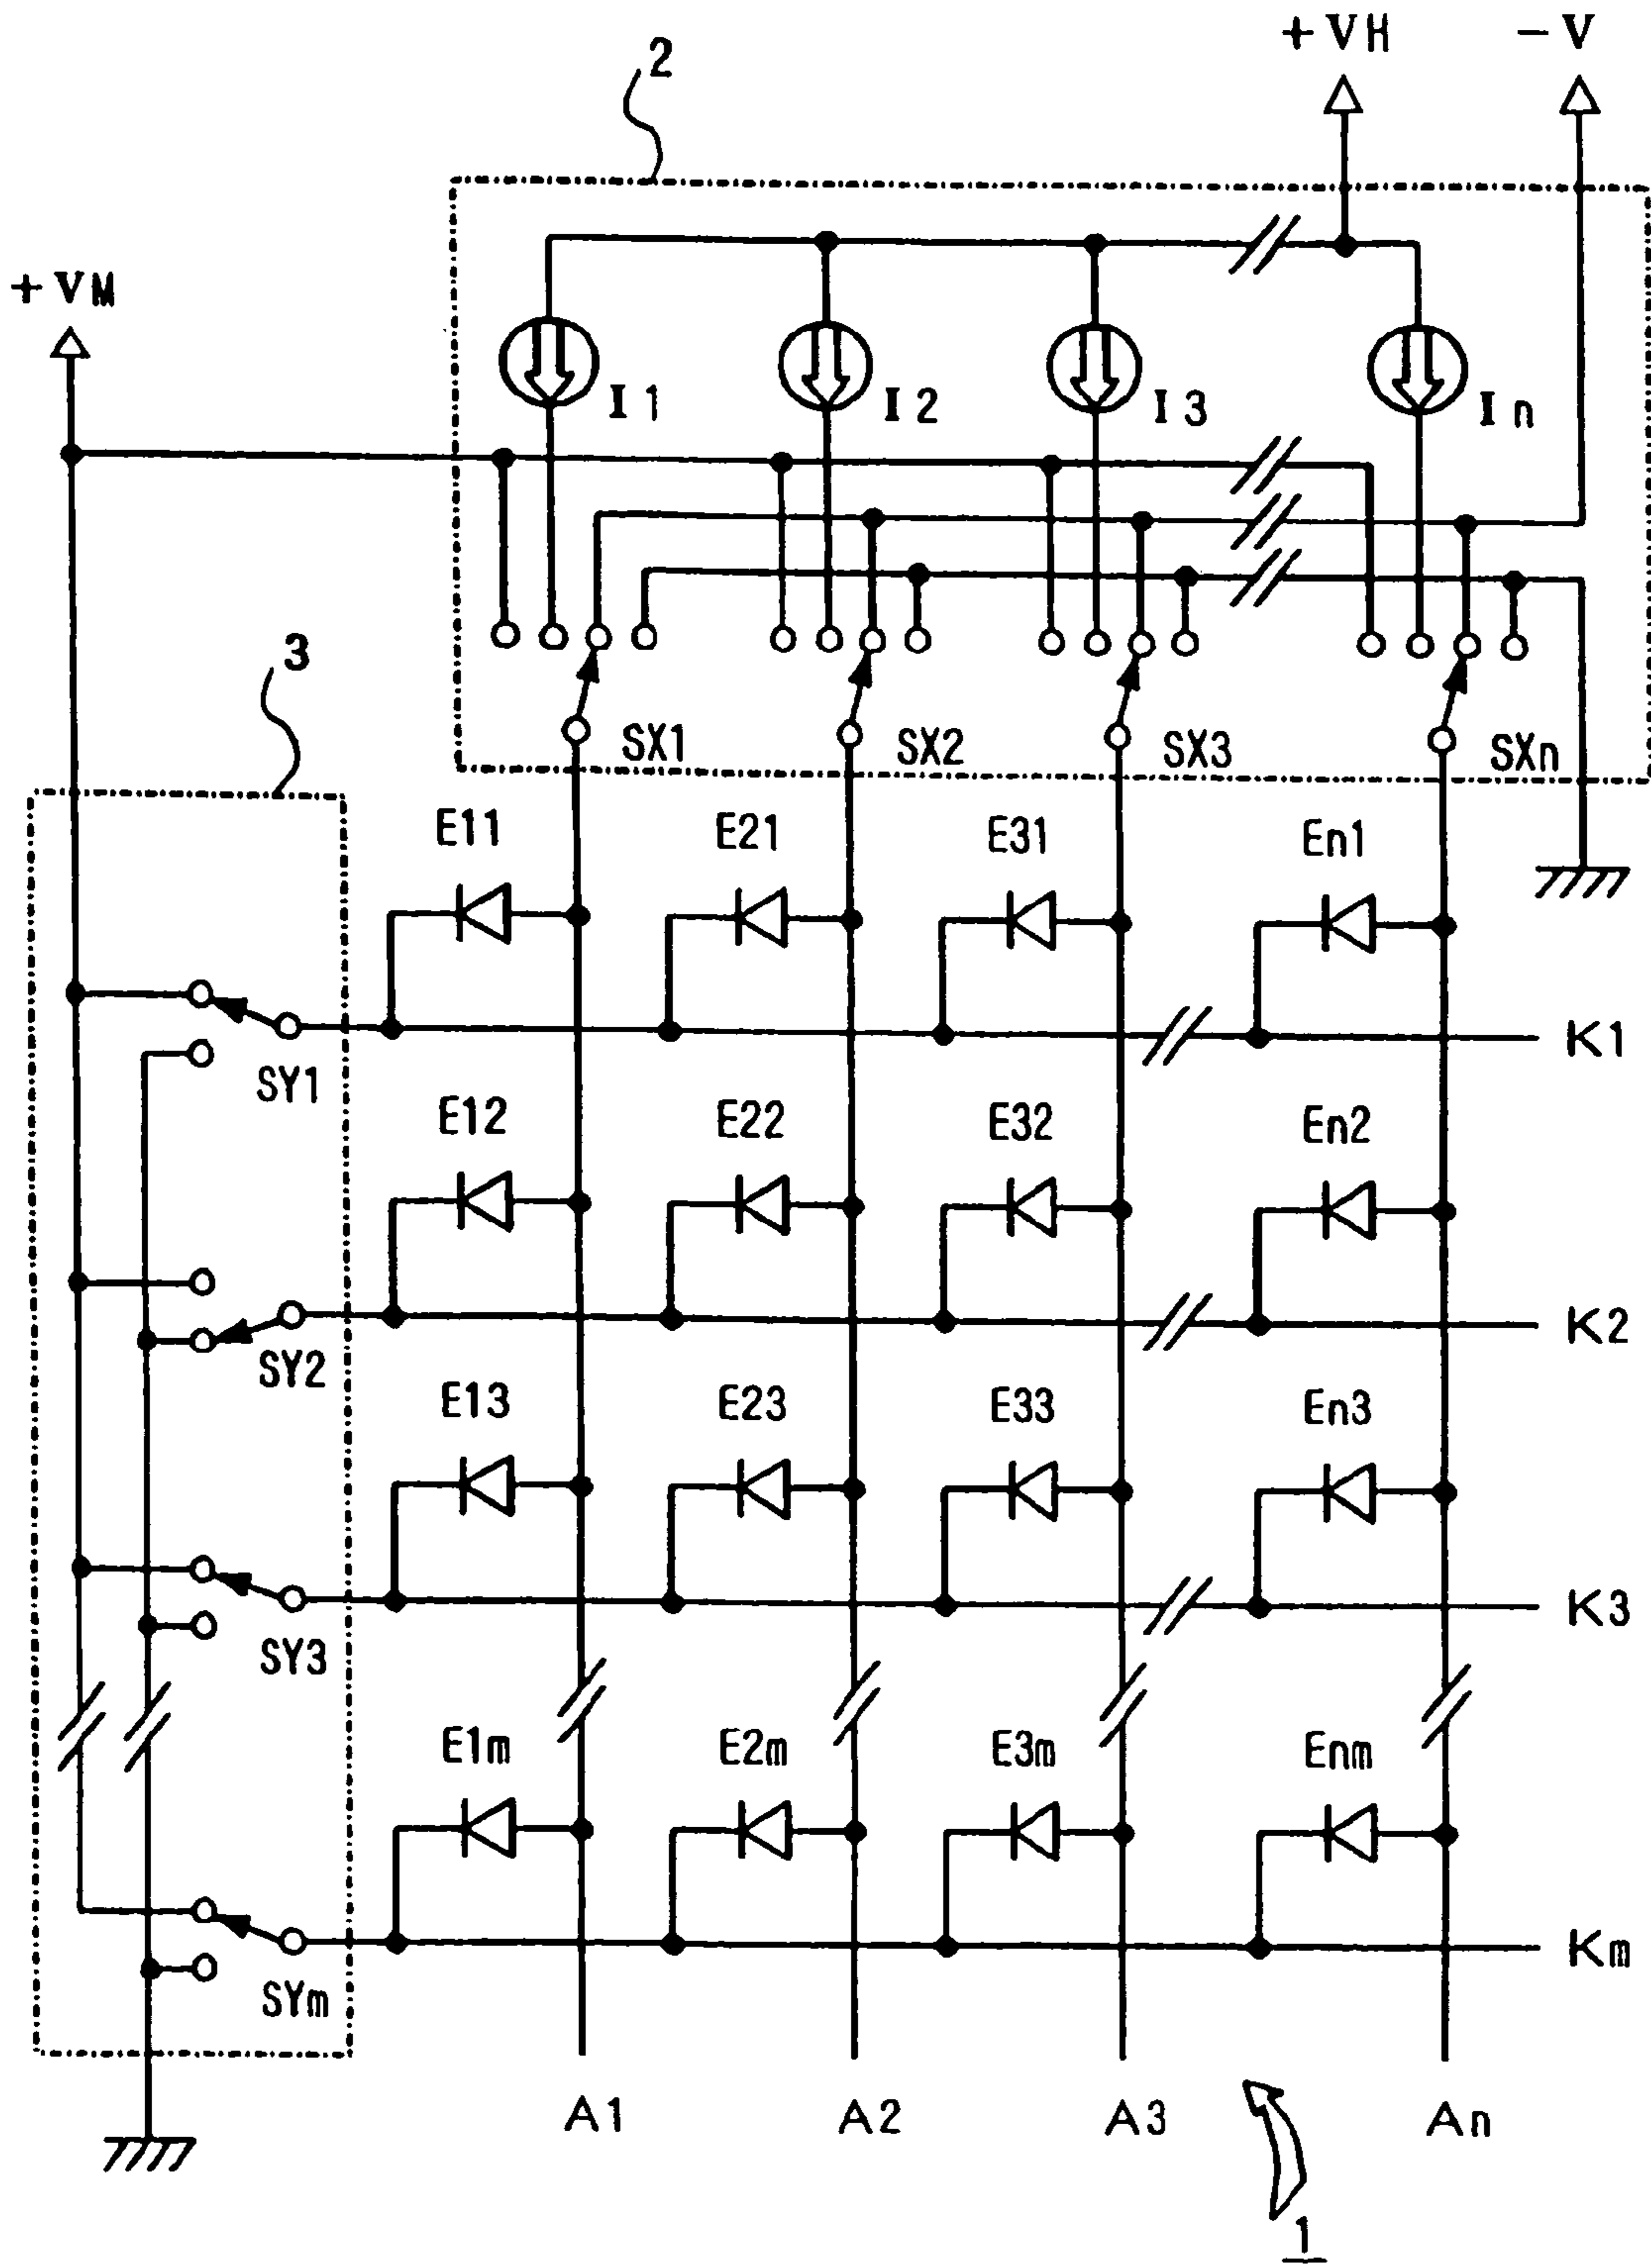 +VH -V
2
+VM
I1 I2 I3 In
3
SX1 SX2 SX3 SXn
E11 E21 E31 En1
K1
SY1
E12 E22 E32 En2
K2
SY2
E13 E23 E33 En3
K3
SY3
E1m E2m E3m Enm
Km
SYm
A1 A2 A3 An
1